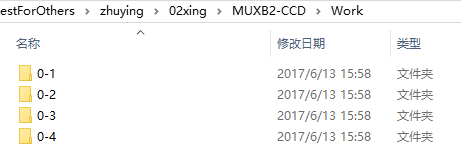 estForOthers > zhuying > 02xing > MUXB2-CCD > Work
名称 修改日期 类型
0-1 2017/6/13 15:58 文件夹
0-2 2017/6/13 15:58 文件夹
0-3 2017/6/13 15:58 文件夹
0-4 2017/6/13 15:58 文件夹